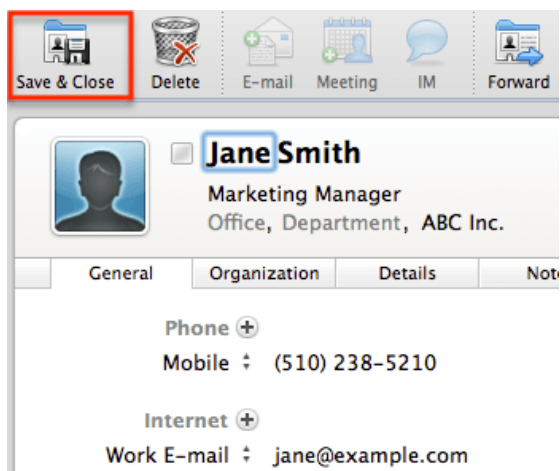 Save & Close Delete E-mail Meeting IM Forward
Jane Smith
Marketing Manager
Office, Department, ABC Inc.
General Organization Details
Phone
Mobile (510) 238-5210
Internet
Work E-mail jane@example.com